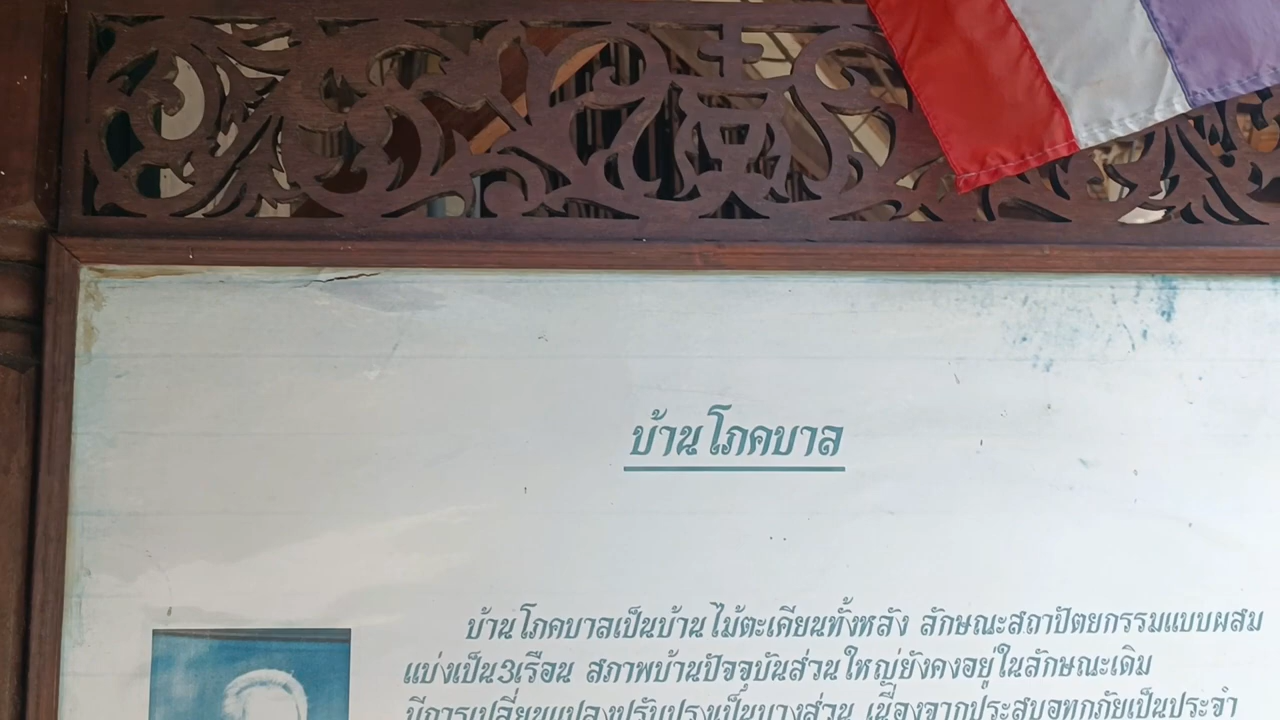 บ้านโภคบาล
บ้านโภคบาลเป็นบ้านไม้ตะเคียนทั้งหลัง ลักษณะสถาปัตยกรรมแบบผสม
แบ่งเป็น3เรือน สภาพบ้านปัจจุบันส่วนใหญ่ยังคงอยู่ในลักษณะเดิม
มีการเปลี่ยนแปลงปรับปรุงเป็นบางส่วน เนื่องจากประสบอุทกภัยเป็นประจำ